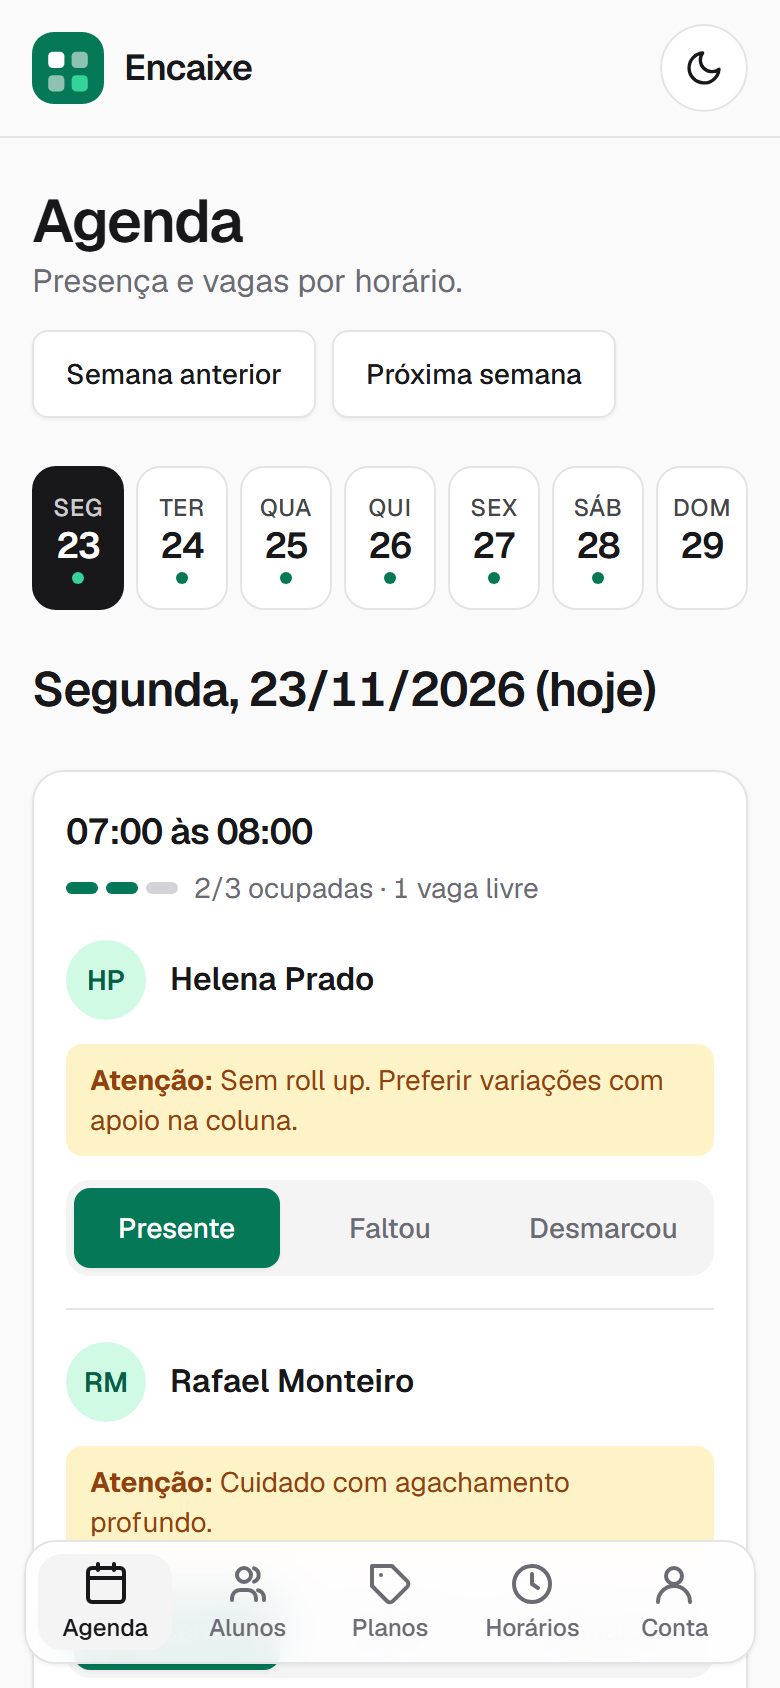 Encaixe
Agenda
Presença e vagas por horário.
Semana anterior
Próxima semana
SEG
23
TER
24
QUA
25
QUI
26
SEX
27
SÁB
28
DOM
29
Segunda, 23/11/2026 (hoje)
07:00 às 08:00
2/3 ocupadas · 1 vaga livre
HP
Helena Prado
Atenção: Sem roll up. Preferir variações com
apoio na coluna.
Presente
Faltou
Desmarcou
RM
Rafael Monteiro
Atenção: Cuidado com agachamento
profundo.
Agenda
Alunos
Planos
Horários
Conta